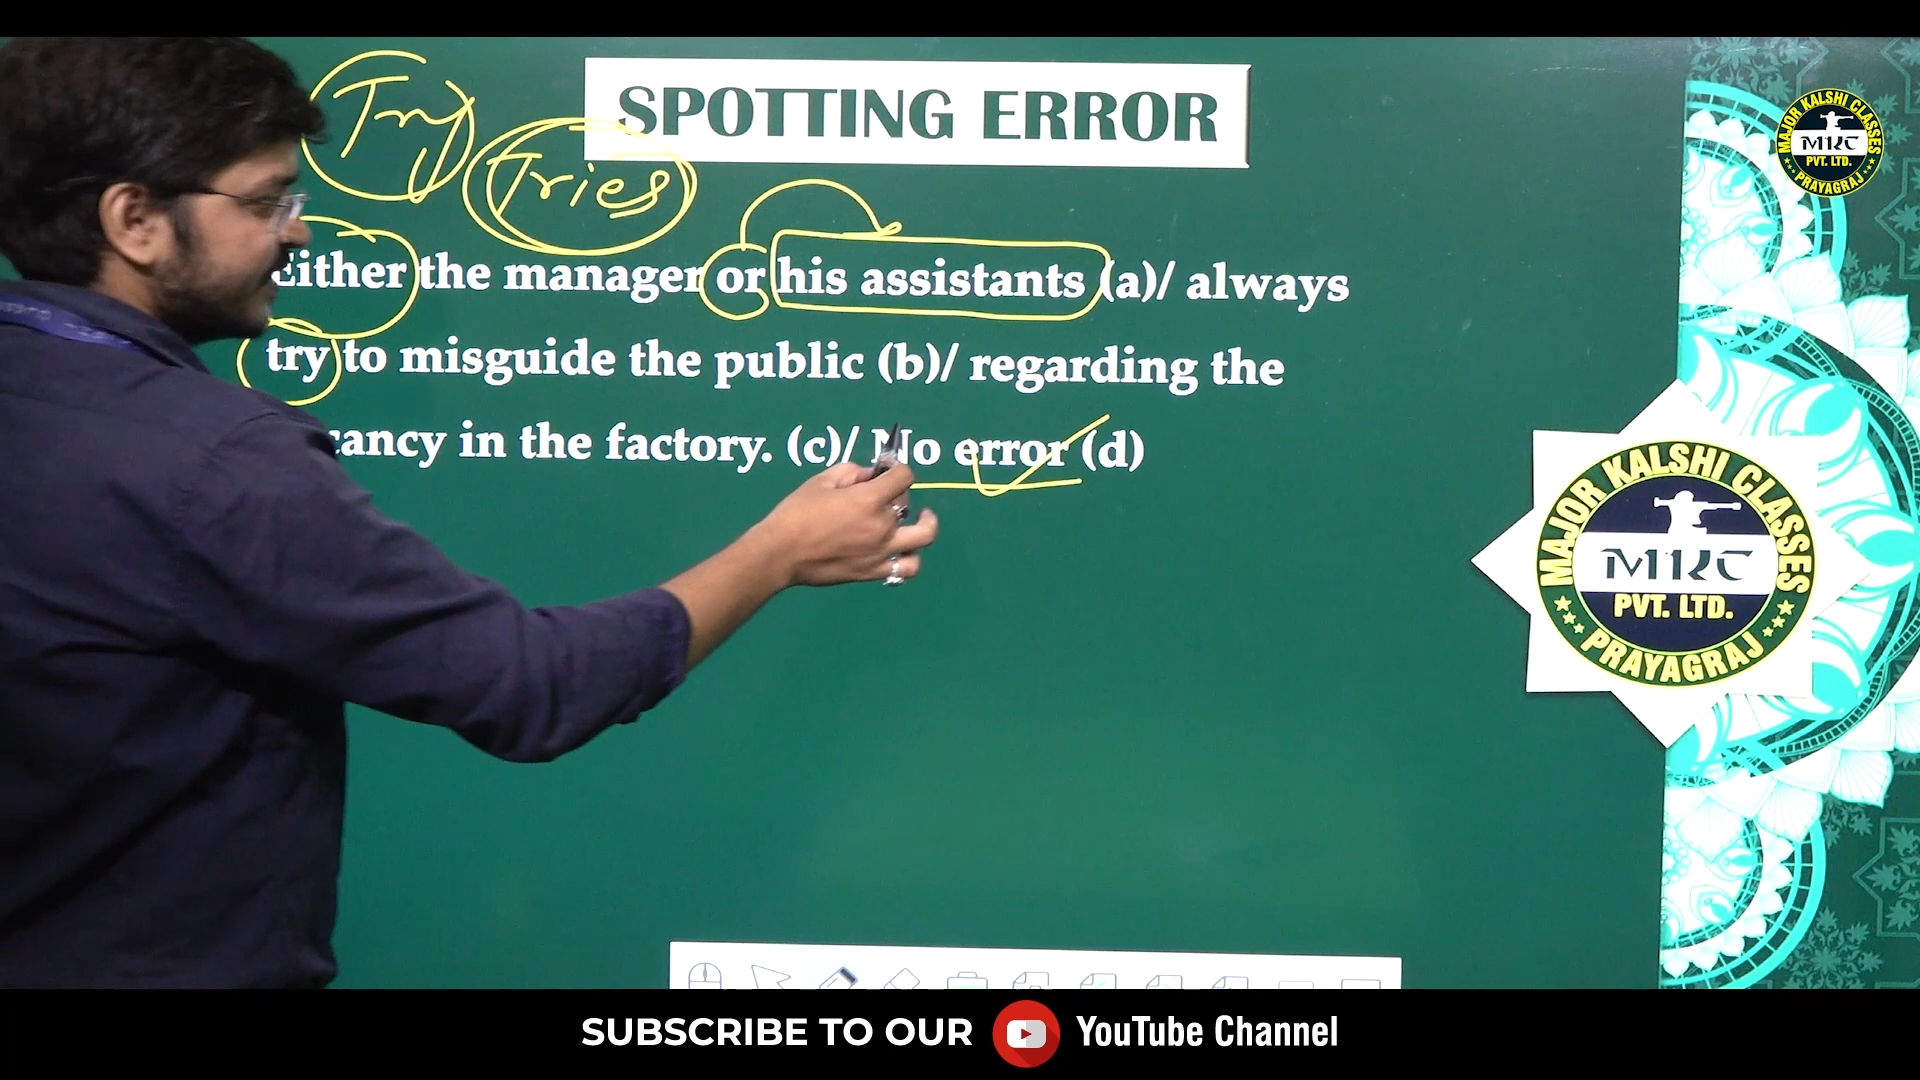 SPOTTING ERROR
Try
Tries
Either the manager or his assistants (a)/ always
try to misguide the public (b)/ regarding the
cancy in the factory. (c)/ No error (d)
MAJOR KALSHI CLASSES
MKC
PVT. LTD.
PRAYAGRAJ
MAJOR KALSHI CLASSES
MKC
PVT. LTD.
PRAYAGRAJ
SUBSCRIBE TO OUR YouTube Channel